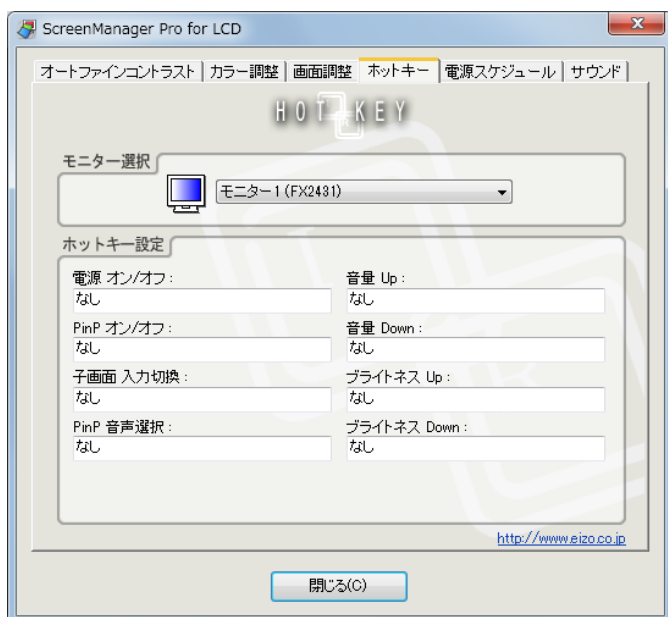 ScreenManager Pro for LCD
オートファインコントラスト カラー調整 画面調整 ホットキー 電源スケジュール サウンド
HOT KEY
モニター選択
モニター1 (FX2431)
ホットキー設定
電源 オン/オフ : 音量 Up :
なし なし
PinP オン/オフ : 音量 Down :
なし なし
子画面 入力切換 : ブライトネス Up :
なし なし
PinP 音声選択 : ブライトネス Down :
なし なし
http://www.eizo.co.jp
閉じる(C)